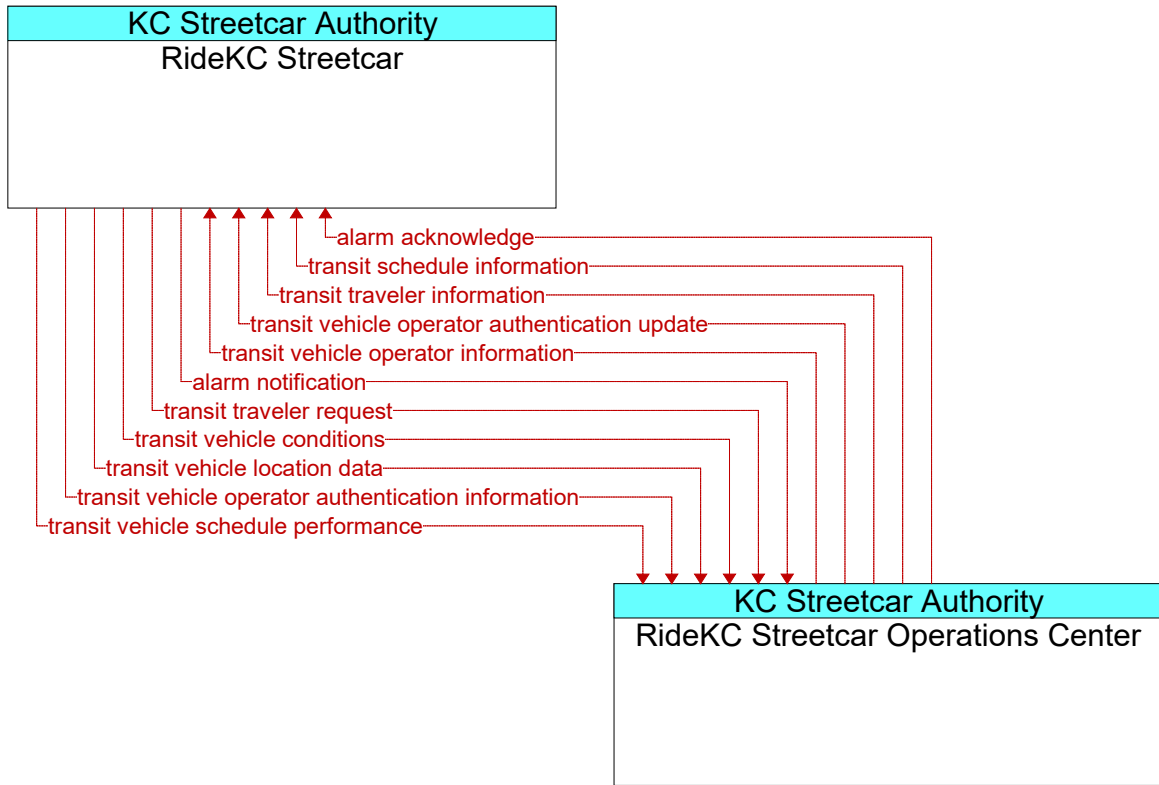 KC Streetcar Authority
RideKC Streetcar
alarm acknowledge
transit schedule information
transit traveler information
transit vehicle operator authentication update
transit vehicle operator information
alarm notification
transit traveler request
transit vehicle conditions
transit vehicle location data
transit vehicle operator authentication information
transit vehicle schedule performance
KC Streetcar Authority
RideKC Streetcar Operations Center